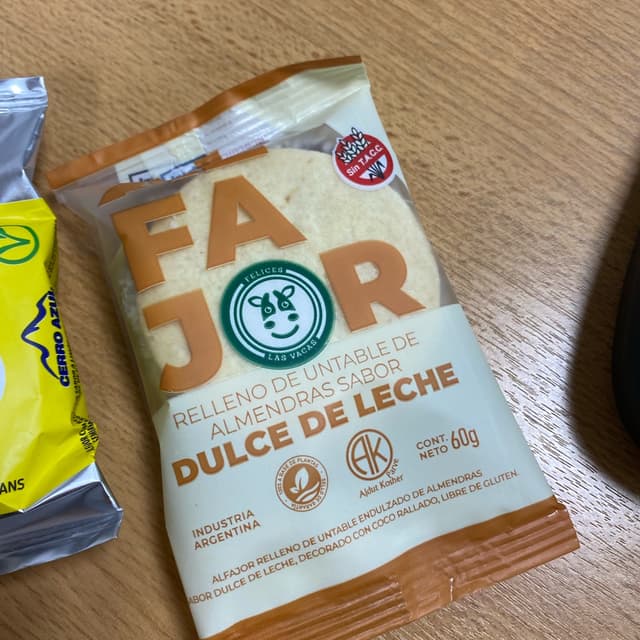 FA
JOR
Sin T.A.C.C.
FELICES
LAS VACAS
RELLENO DE UNTABLE DE
ALMENDRAS SABOR
DULCE DE LECHE
CONT.
NETO 60g
AK
Ajdut Kosher
Parve
INDUSTRIA
ARGENTINA
ALFAJOR RELLENO DE UNTABLE ENDULZADO DE ALMENDRAS
SABOR DULCE DE LECHE, DECORADO CON COCO RALLADO, LIBRE DE GLUTEN.
CERRO AZUL
ANS